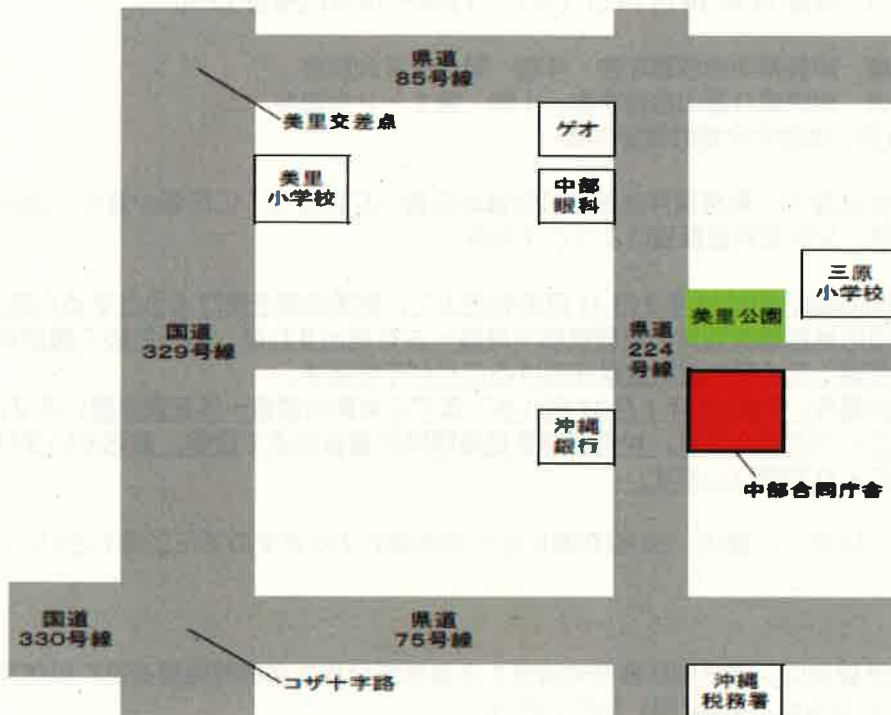 県道
85号線
美里交差点
ゲオ
美里
小学校
中部
眼科
三原
小学校
美里公園
国道
329号線
県道
224
号線
沖縄
銀行
中部合同庁舎
国道
330号線
県道
75号線
コザ十字路
沖縄
税務署